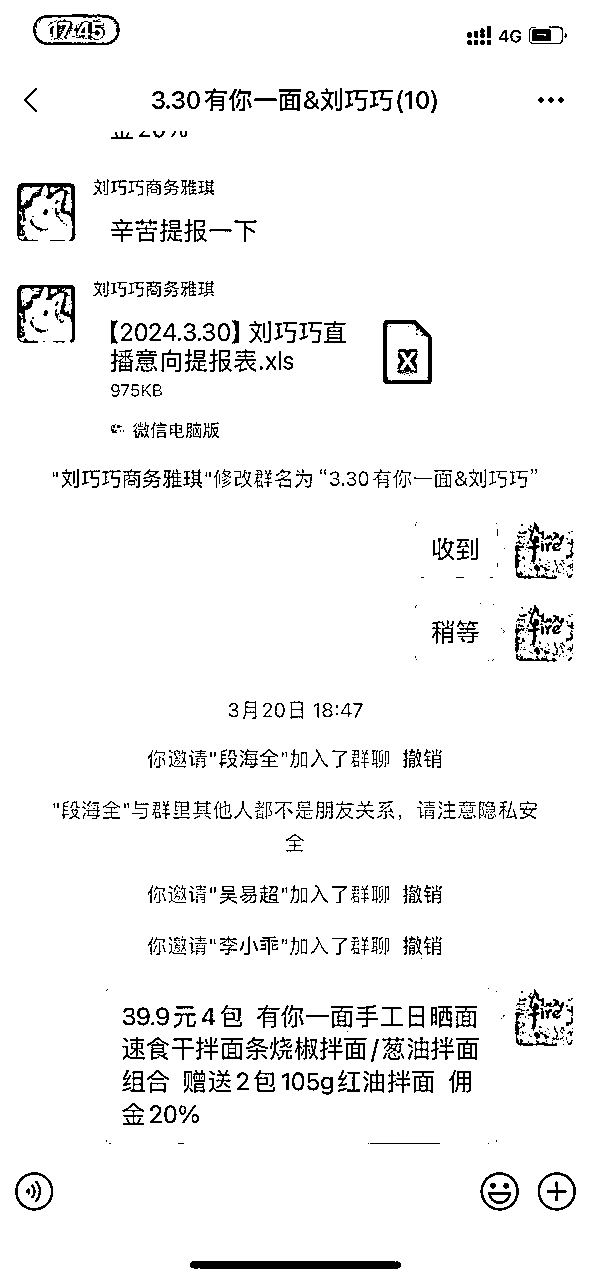 17:45
4G
3.30有你一面&刘巧巧(10)
金20%
刘巧巧商务雅琪
辛苦提报一下
刘巧巧商务雅琪
【2024.3.30】刘巧巧直
播意向提报表.xls
975KB
微信电脑版
"刘巧巧商务雅琪"修改群名为“3.30有你一面&刘巧巧”
收到
稍等
3月20日 18:47
你邀请"段海全"加入了群聊 撤销
"段海全"与群里其他人都不是朋友关系，请注意隐私安
全
你邀请"吴易超"加入了群聊 撤销
你邀请"李小乖"加入了群聊 撤销
39.9元4包 有你一面手工日晒面
速食干拌面条烧椒拌面/葱油拌面
组合 赠送2包105g红油拌面 佣
金20%